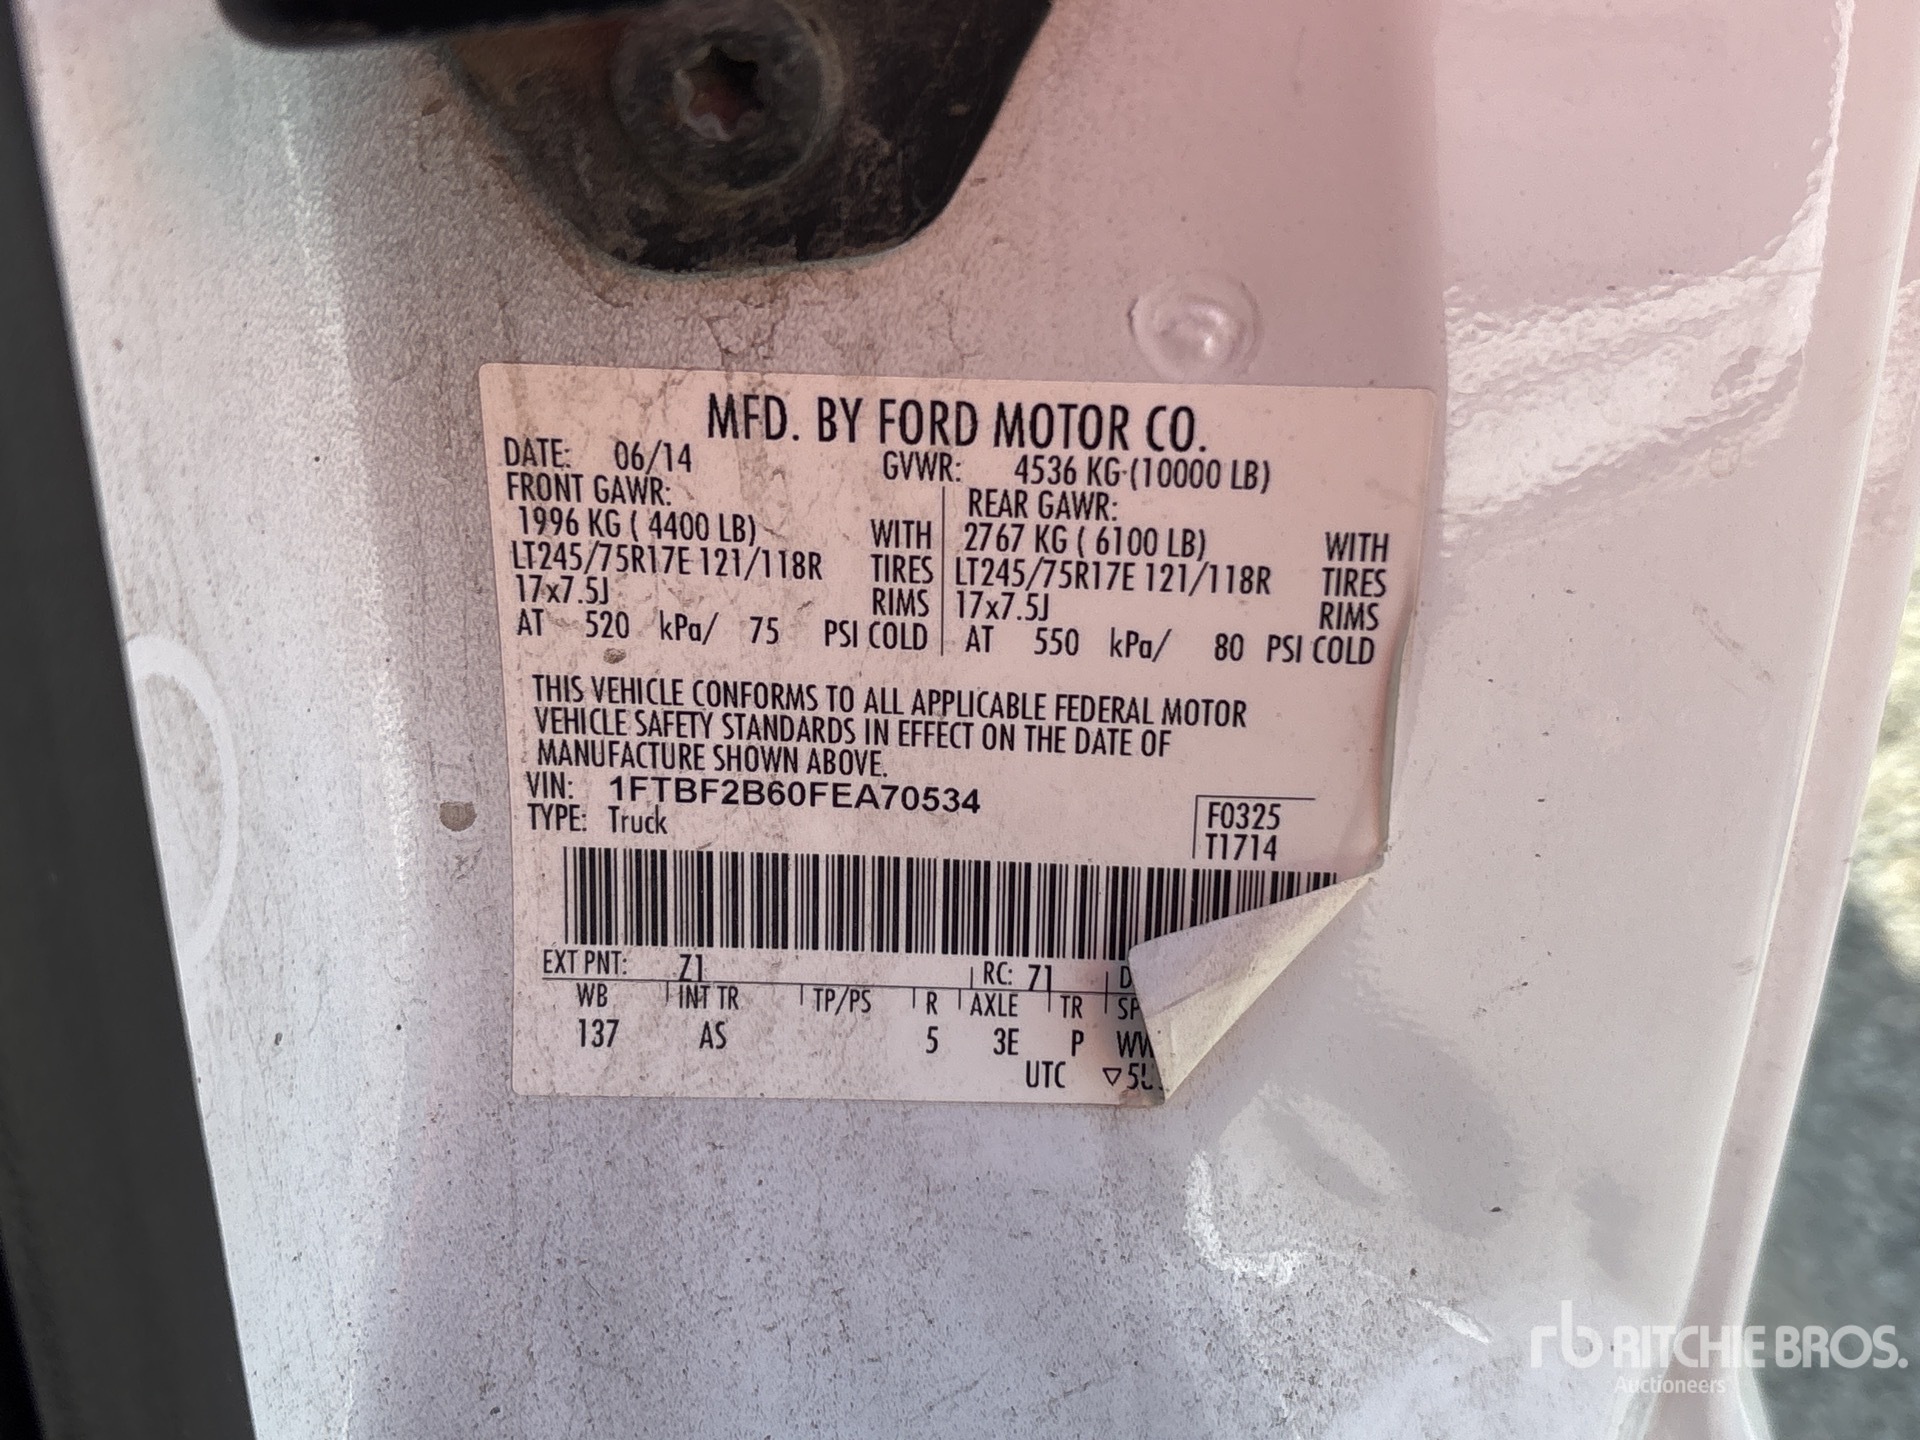 MFD. BY FORD MOTOR CO.
DATE: 06/14 GVWR: 4536 KG (10000 LB)
FRONT GAWR: REAR GAWR:
1996 KG ( 4400 LB) WITH 2767 KG ( 6100 LB) WITH
LT245/75R17E 121/118R TIRES LT245/75R17E 121/118R TIRES
17x7.5J RIMS 17x7.5J RIMS
AT 520 kPa/ 75 PSI COLD AT 550 kPa/ 80 PSI COLD
THIS VEHICLE CONFORMS TO ALL APPLICABLE FEDERAL MOTOR
VEHICLE SAFETY STANDARDS IN EFFECT ON THE DATE OF
MANUFACTURE SHOWN ABOVE.
VIN: 1FTBF2B60FEA70534
TYPE: Truck
F0325
T1714
EXT PNT: Z1 RC: 71
WB INT TR TP/PS R AXLE TR
137 AS 5 3E P
UTC
rb RITCHIE BROS.
Auctioneers